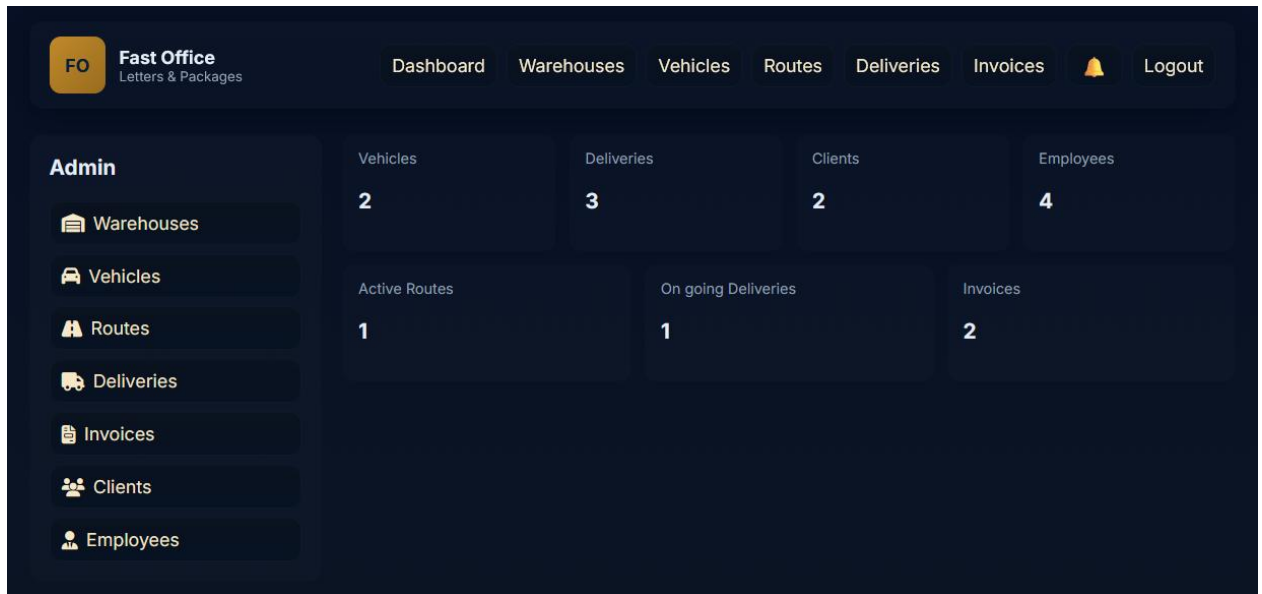 FO
Fast Office
Letters & Packages
Dashboard Warehouses Vehicles Routes Deliveries Invoices Logout
Admin
Warehouses
Vehicles
Routes
Deliveries
Invoices
Clients
Employees
Vehicles Deliveries Clients Employees
2 3 2 4
Active Routes On going Deliveries Invoices
1 1 2